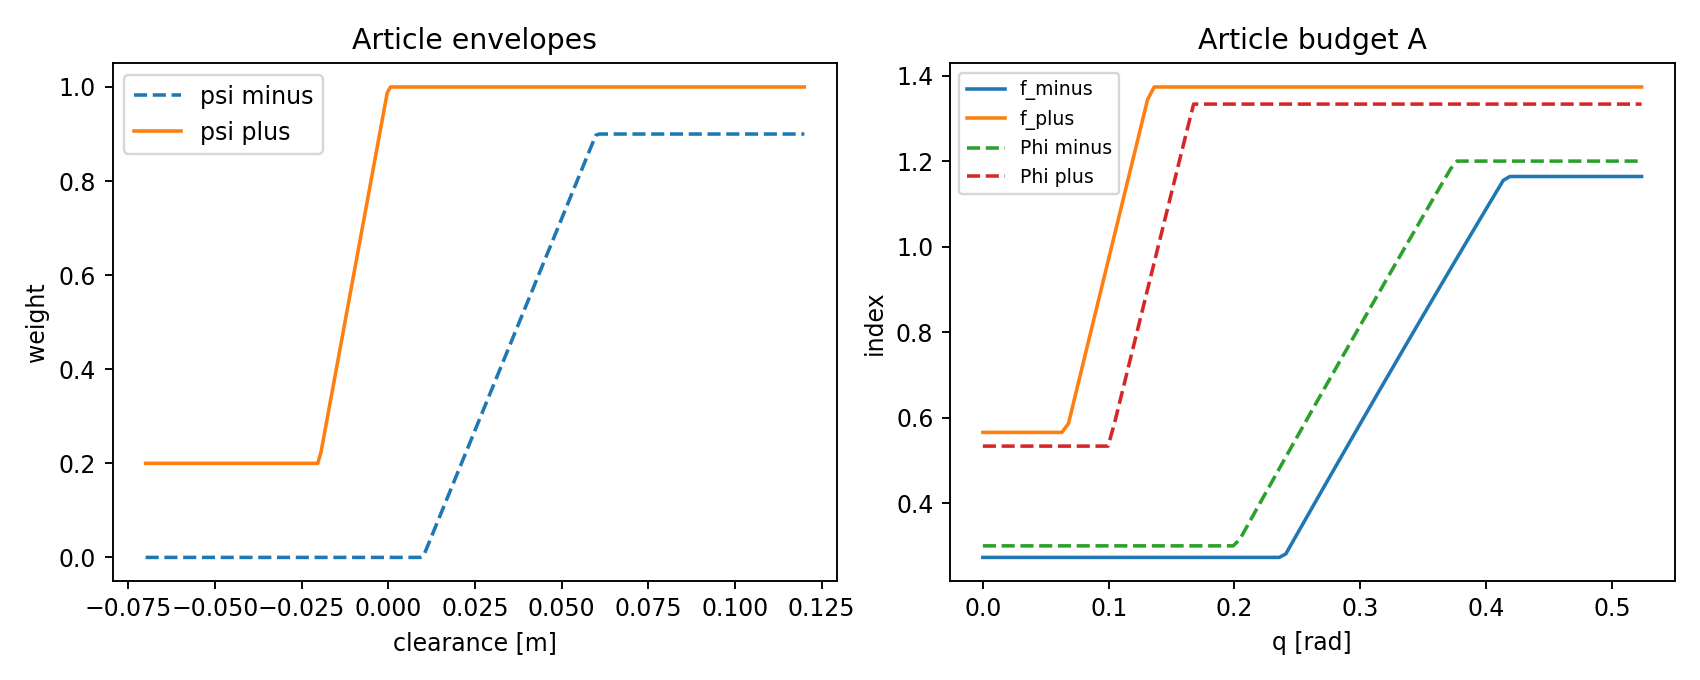 Article envelopes
psi minus
psi plus
1.0
0.8
0.6
0.4
0.2
0.0
weight
−0.075 −0.050 −0.025 0.000 0.025 0.050 0.075 0.100 0.125
clearance [m]
Article budget A
f_minus
f_plus
Phi minus
Phi plus
1.4
1.2
1.0
0.8
0.6
0.4
index
0.0 0.1 0.2 0.3 0.4 0.5
q [rad]